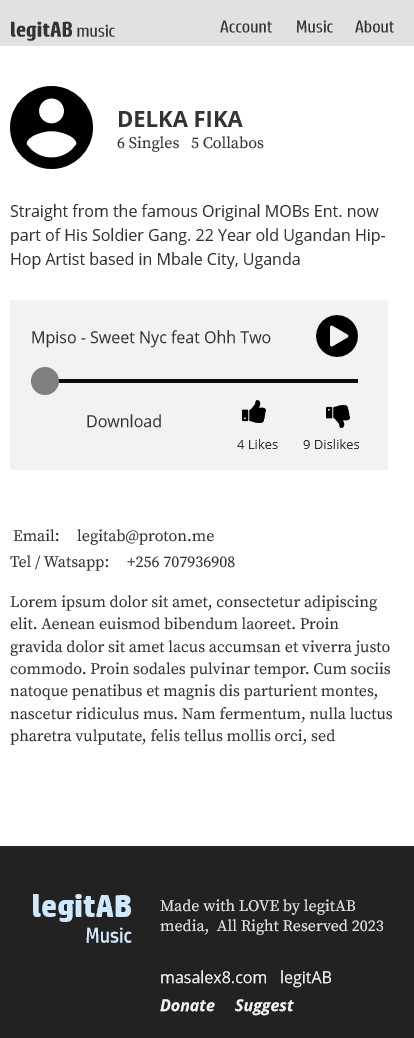 legitAB music Account Music About
DELKA FIKA
6 Singles 5 Collabos
Straight from the famous Original MOBs Ent. now
part of His Soldier Gang. 22 Year old Ugandan Hip-
Hop Artist based in Mbale City, Uganda
Mpiso - Sweet Nyc feat Ohh Two
Download
4 Likes 9 Dislikes
Email: legitab@proton.me
Tel / Watsapp: +256 707936908
Lorem ipsum dolor sit amet, consectetur adipiscing
elit. Aenean euismod bibendum laoreet. Proin
gravida dolor sit amet lacus accumsan et viverra justo
commodo. Proin sodales pulvinar tempor. Cum sociis
natoque penatibus et magnis dis parturient montes,
nascetur ridiculus mus. Nam fermentum, nulla luctus
pharetra vulputate, felis tellus mollis orci, sed
legitAB
Music
Made with LOVE by legitAB
media, All Right Reserved 2023
masalex8.com legitAB
Donate Suggest